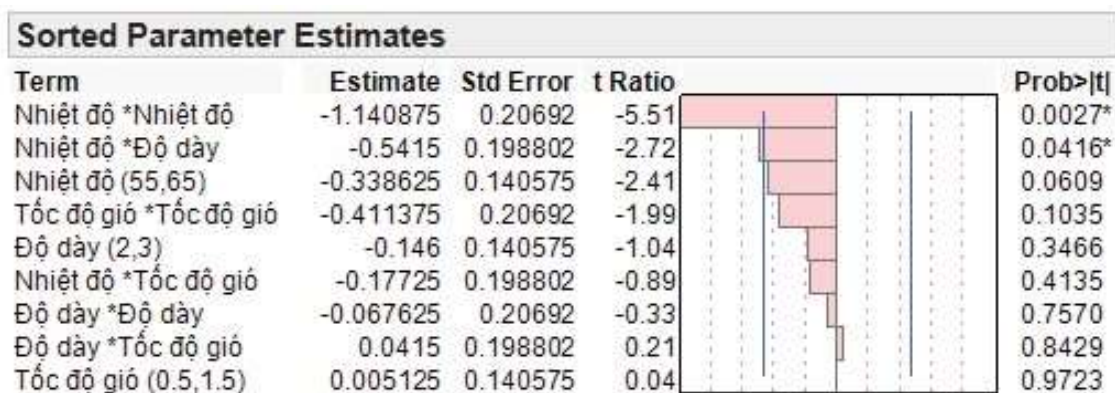 Sorted Parameter Estimates
Term Estimate Std Error t Ratio Prob>|t|
Nhiệt độ *Nhiệt độ -1.140875 0.20692 -5.51 0.0027*
Nhiệt độ *Độ dày -0.5415 0.198802 -2.72 0.0416*
Nhiệt độ (55,65) -0.338625 0.140575 -2.41 0.0609
Tốc độ gió *Tốc độ gió -0.411375 0.20692 -1.99 0.1035
Độ dày (2,3) -0.146 0.140575 -1.04 0.3466
Nhiệt độ *Tốc độ gió -0.17725 0.198802 -0.89 0.4135
Độ dày *Độ dày -0.067625 0.20692 -0.33 0.7570
Độ dày *Tốc độ gió 0.0415 0.198802 0.21 0.8429
Tốc độ gió (0.5,1.5) 0.005125 0.140575 0.04 0.9723